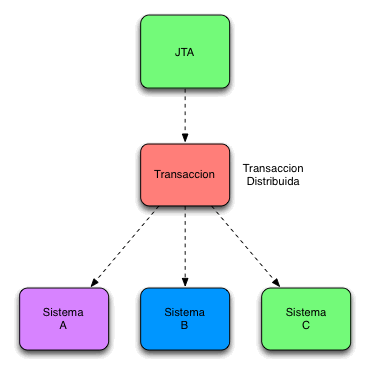 JTA
Transaccion
Transaccion
Distribuida
Sistema
A
Sistema
B
Sistema
C